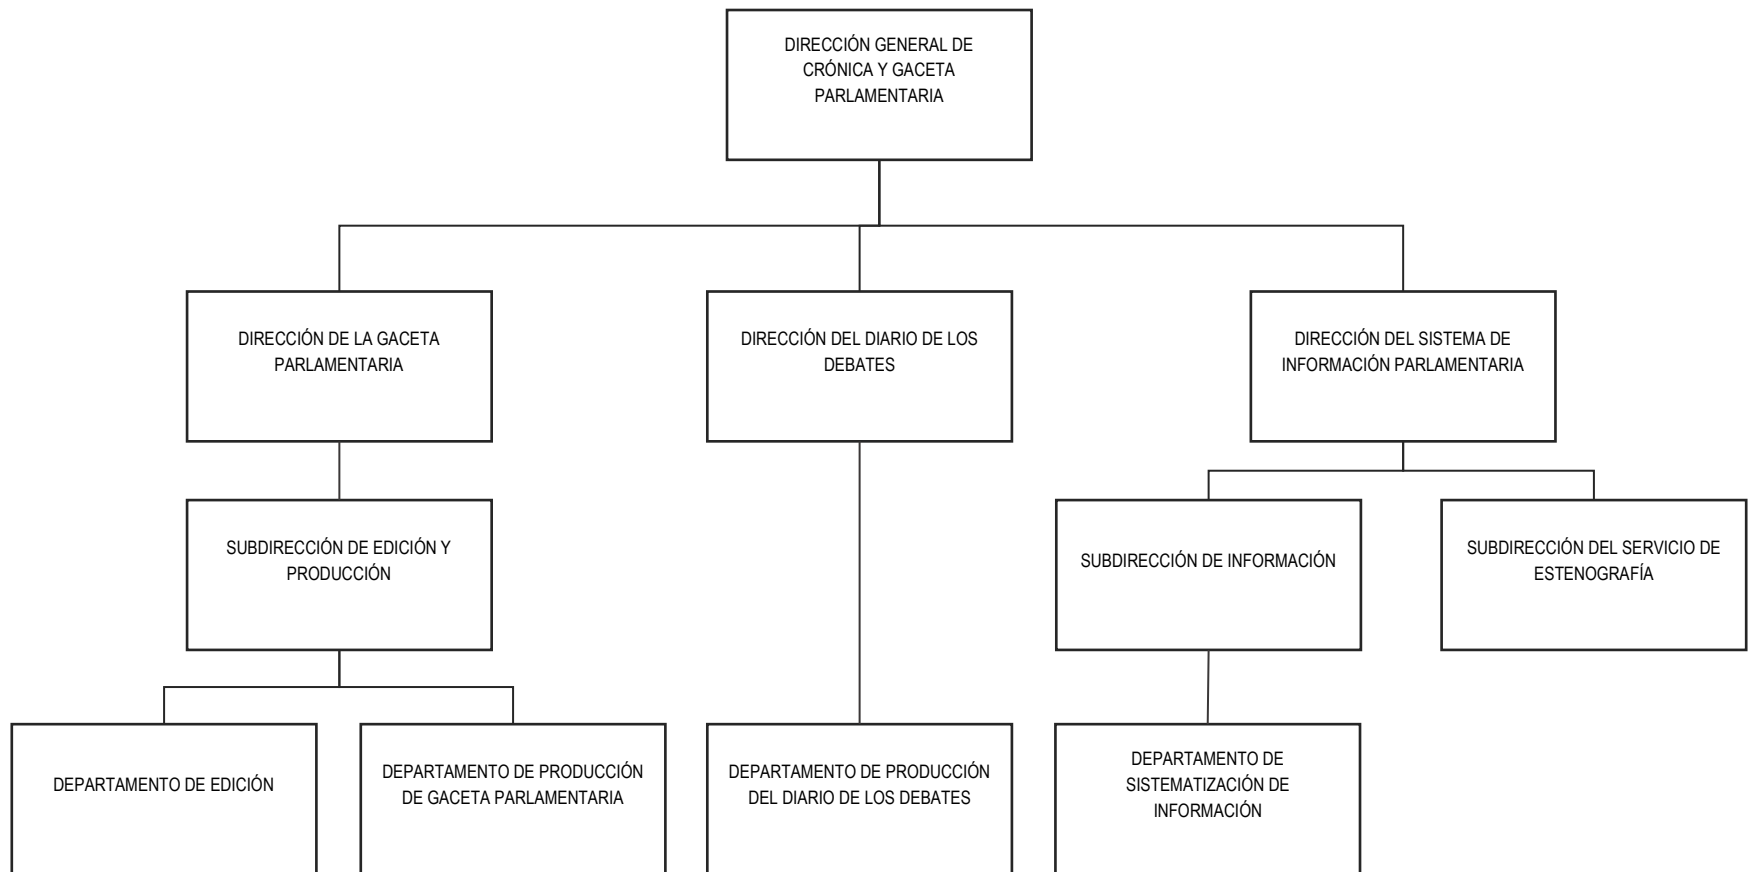 DIRECCIÓN GENERAL DE
CRÓNICA Y GACETA
PARLAMENTARIA
DIRECCIÓN DE LA GACETA
PARLAMENTARIA
DIRECCIÓN DEL DIARIO DE LOS
DEBATES
DIRECCIÓN DEL SISTEMA DE
INFORMACIÓN PARLAMENTARIA
SUBDIRECCIÓN DE EDICIÓN Y
PRODUCCIÓN
SUBDIRECCIÓN DE INFORMACIÓN
SUBDIRECCIÓN DEL SERVICIO DE
ESTENOGRAFÍA
DEPARTAMENTO DE EDICIÓN
DEPARTAMENTO DE PRODUCCIÓN
DE GACETA PARLAMENTARIA
DEPARTAMENTO DE PRODUCCIÓN
DEL DIARIO DE LOS DEBATES
DEPARTAMENTO DE
SISTEMATIZACIÓN DE
INFORMACIÓN